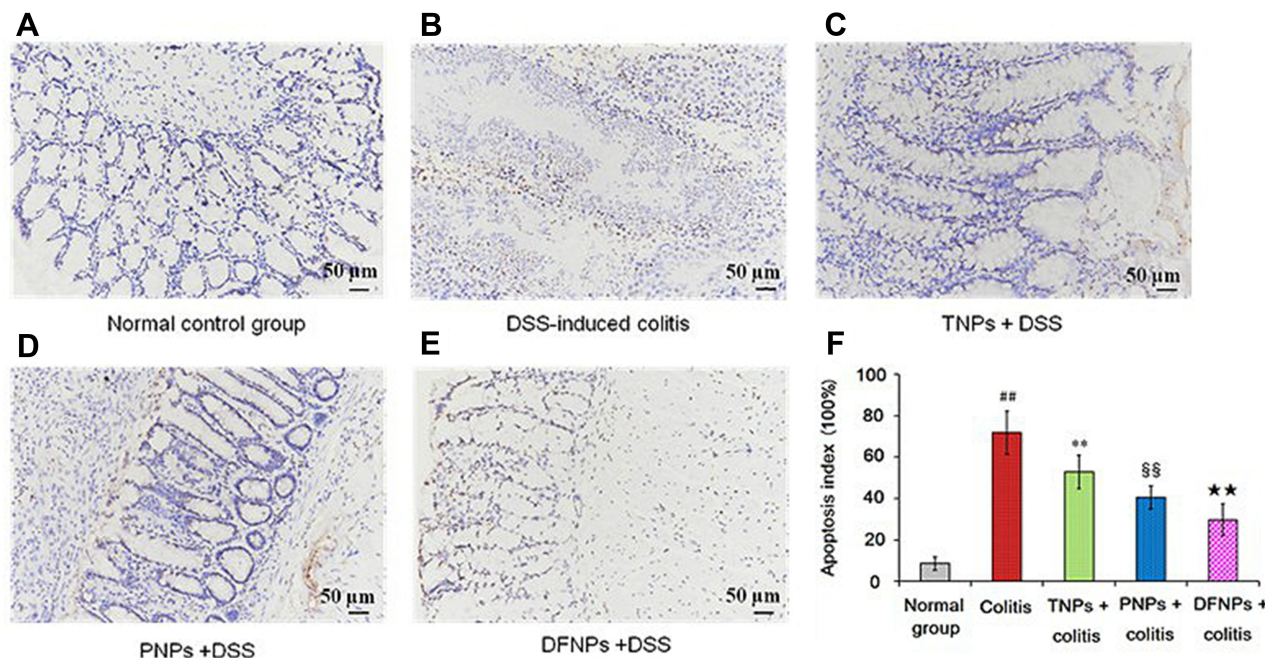 A
B
C
50 µm
50 µm
50 µm
Normal control group
DSS-induced colitis
TNPs + DSS
D
E
F
50 µm
50 µm
PNPs +DSS
DFNPs +DSS
Apoptosis index (100%)
100
80
60
40
20
0
##
**
§§
★★
Normal
group
Colitis
TNPs +
colitis
PNPs +
colitis
DFNPs +
colitis